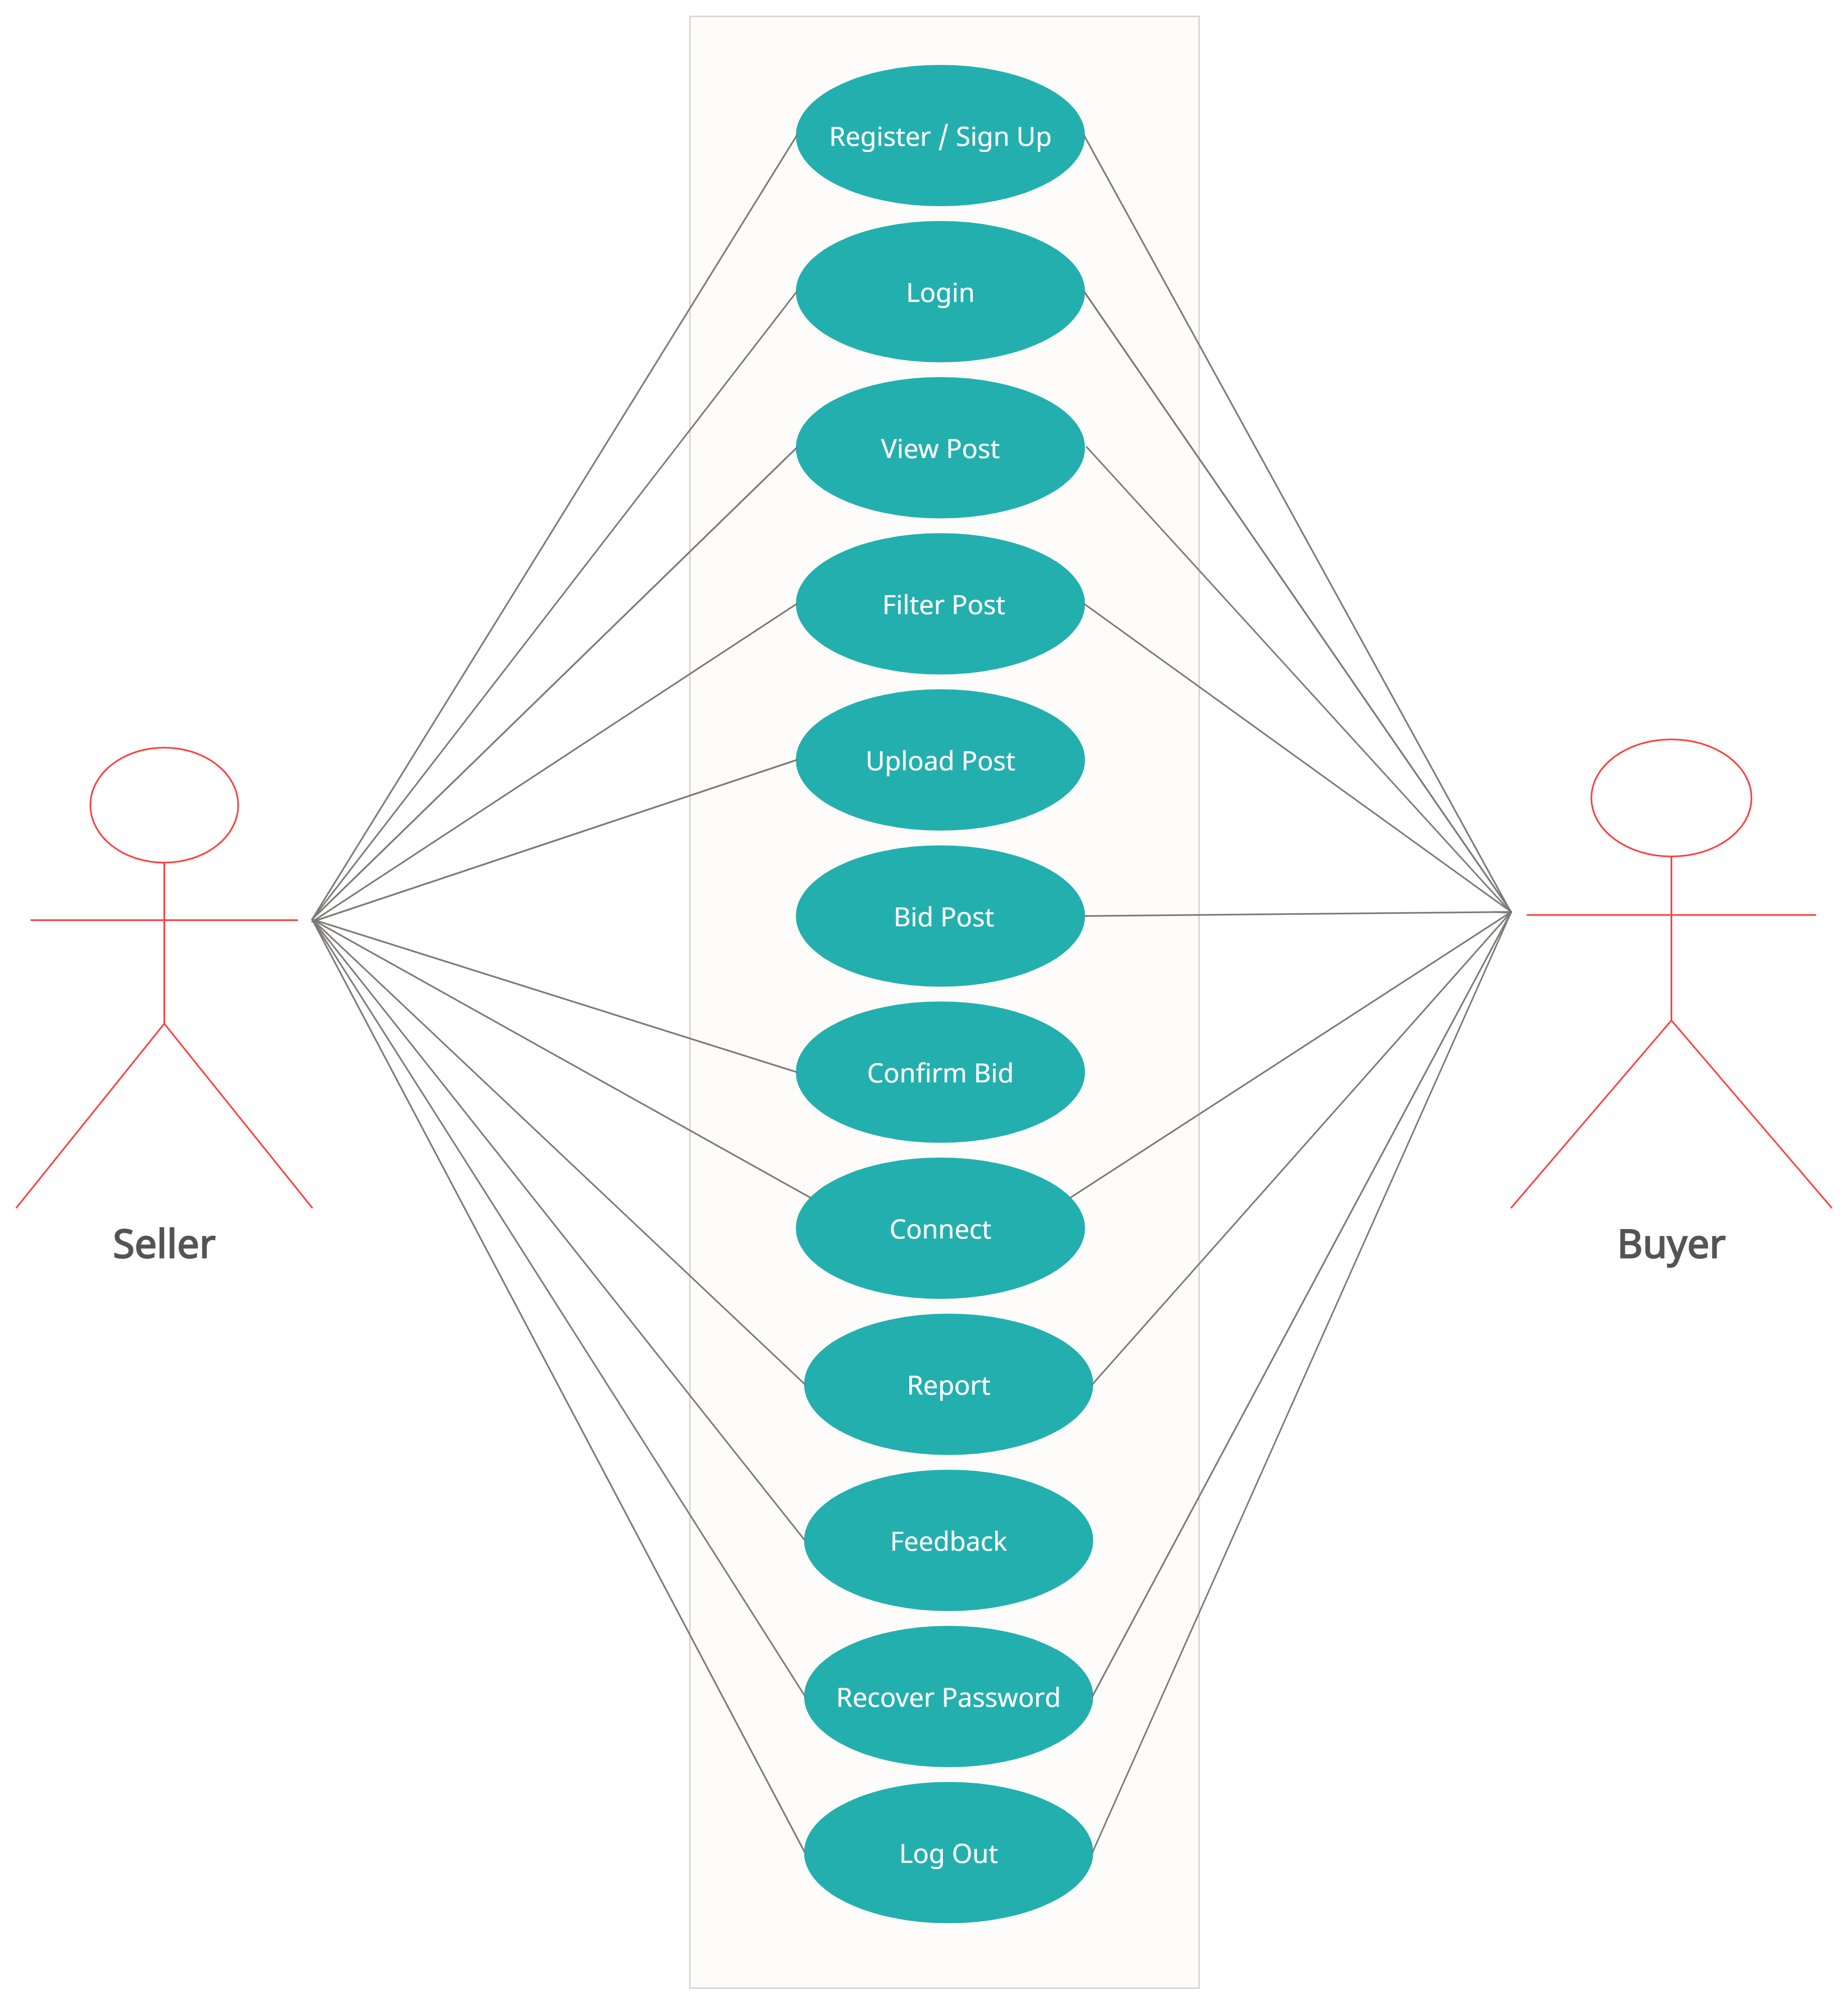 Register / Sign Up
Login
View Post
Filter Post
Upload Post
Bid Post
Confirm Bid
Connect
Seller
Buyer
Report
Feedback
Recover Password
Log Out